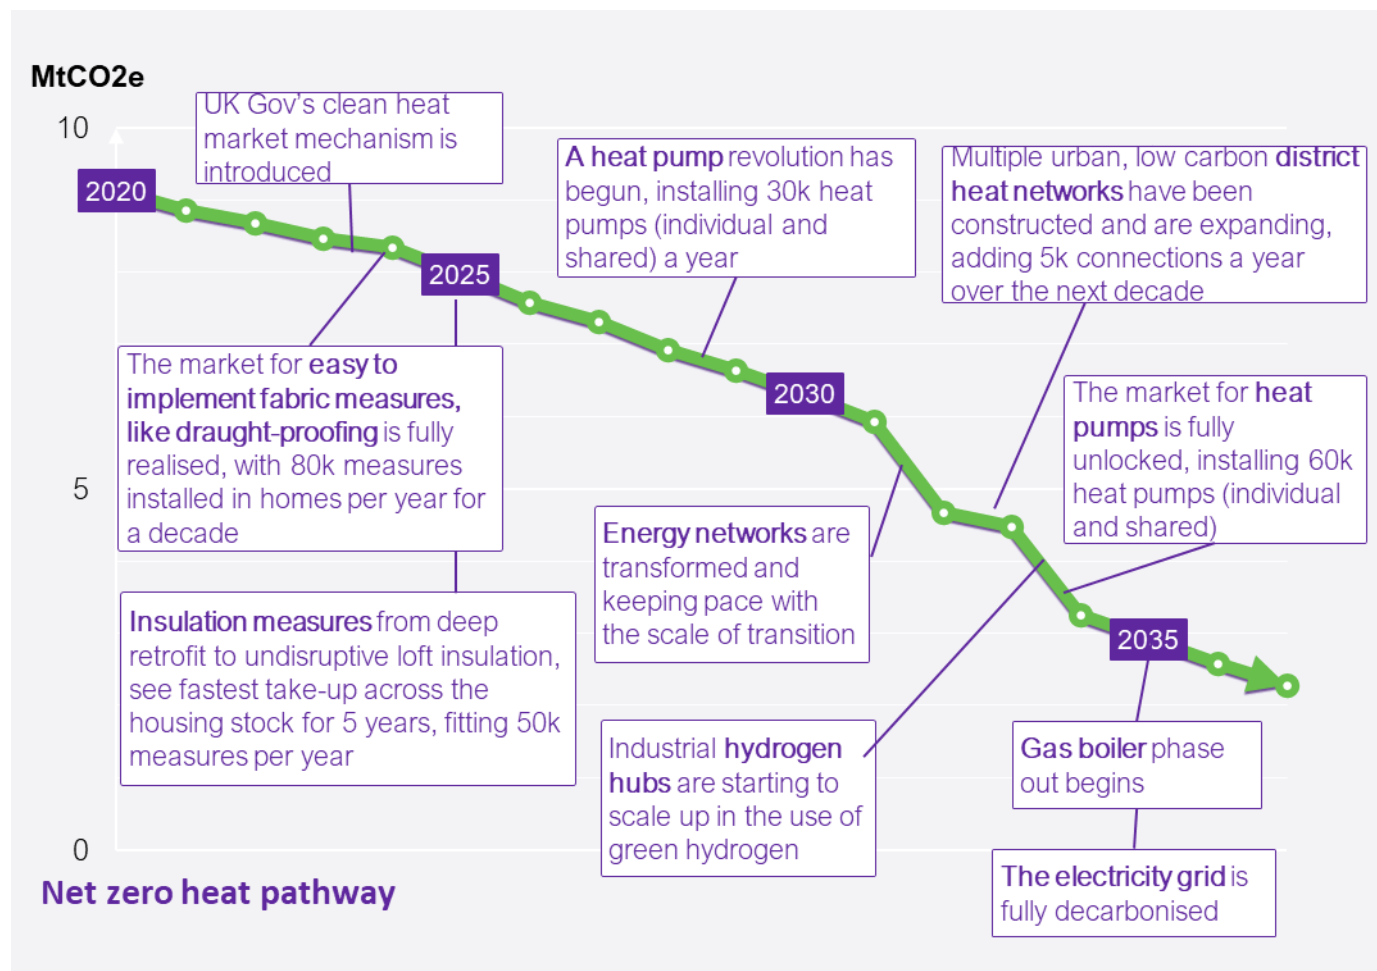 MtCO2e
10
5
0
2020
2025
2030
2035
UK Gov's clean heat
market mechanism is
introduced
A heat pump revolution has
begun, installing 30k heat
pumps (individual and
shared) a year
Multiple urban, low carbon district
heat networks have been
constructed and are expanding,
adding 5k connections a year
over the next decade
The market for easy to
implement fabric measures,
like draught-proofing is fully
realised, with 80k measures
installed in homes per year for
a decade
The market for heat
pumps is fully
unlocked, installing 60k
heat pumps (individual
and shared)
Energy networks are
transformed and
keeping pace with
the scale of transition
Insulation measures from deep
retrofit to undisruptive loft insulation,
see fastest take-up across the
housing stock for 5 years, fitting 50k
measures per year
Industrial hydrogen
hubs are starting to
scale up in the use of
green hydrogen
Gas boiler phase
out begins
The electricity grid is
fully decarbonised
Net zero heat pathway